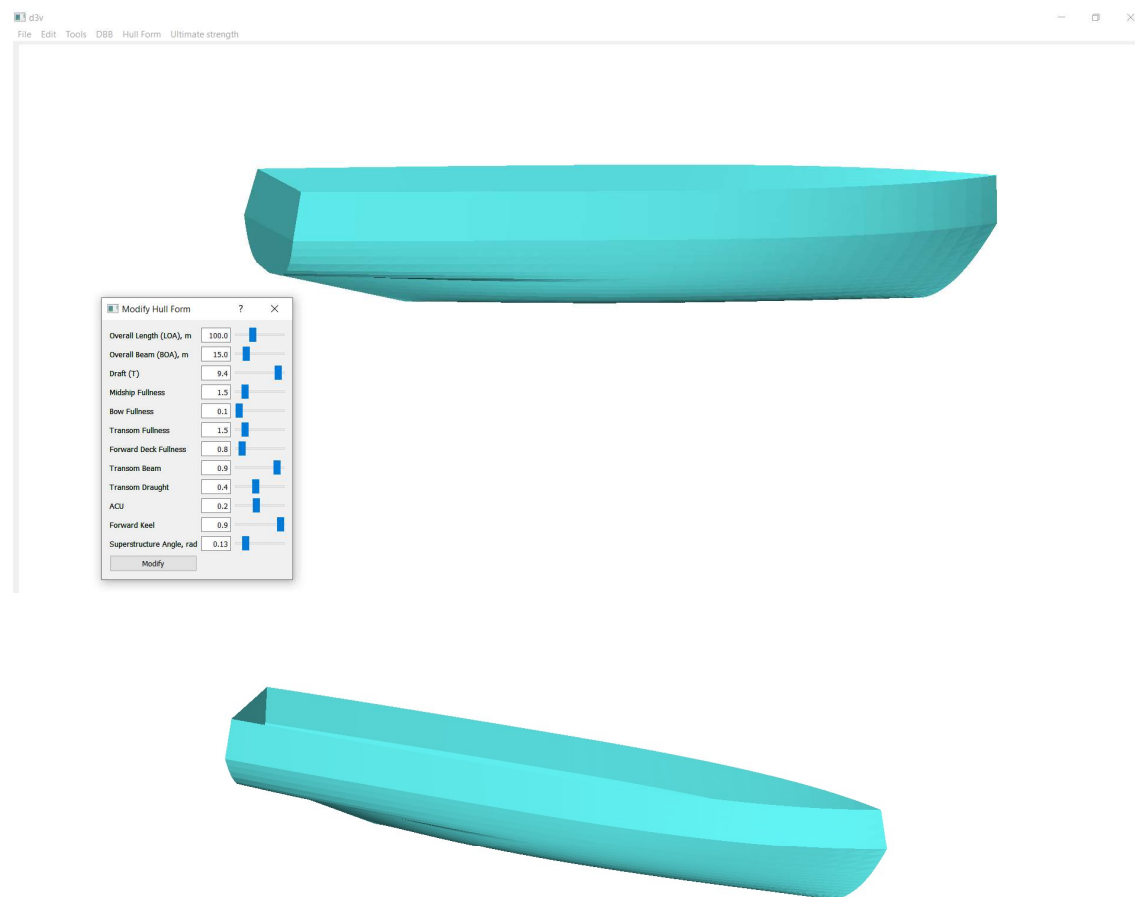 d3v
File Edit Tools DBB Hull Form Ultimate strength
Modify Hull Form ?
Overall Length (LOA), m 100.0
Overall Beam (BOA), m 15.0
Draft (T) 9.4
Midship Fullness 1.5
Bow Fullness 0.1
Transom Fullness 1.5
Forward Deck Fullness 0.8
Transom Beam 0.9
Transom Draught 0.4
ACU 0.2
Forward Keel 0.9
Superstructure Angle, rad 0.13
Modify